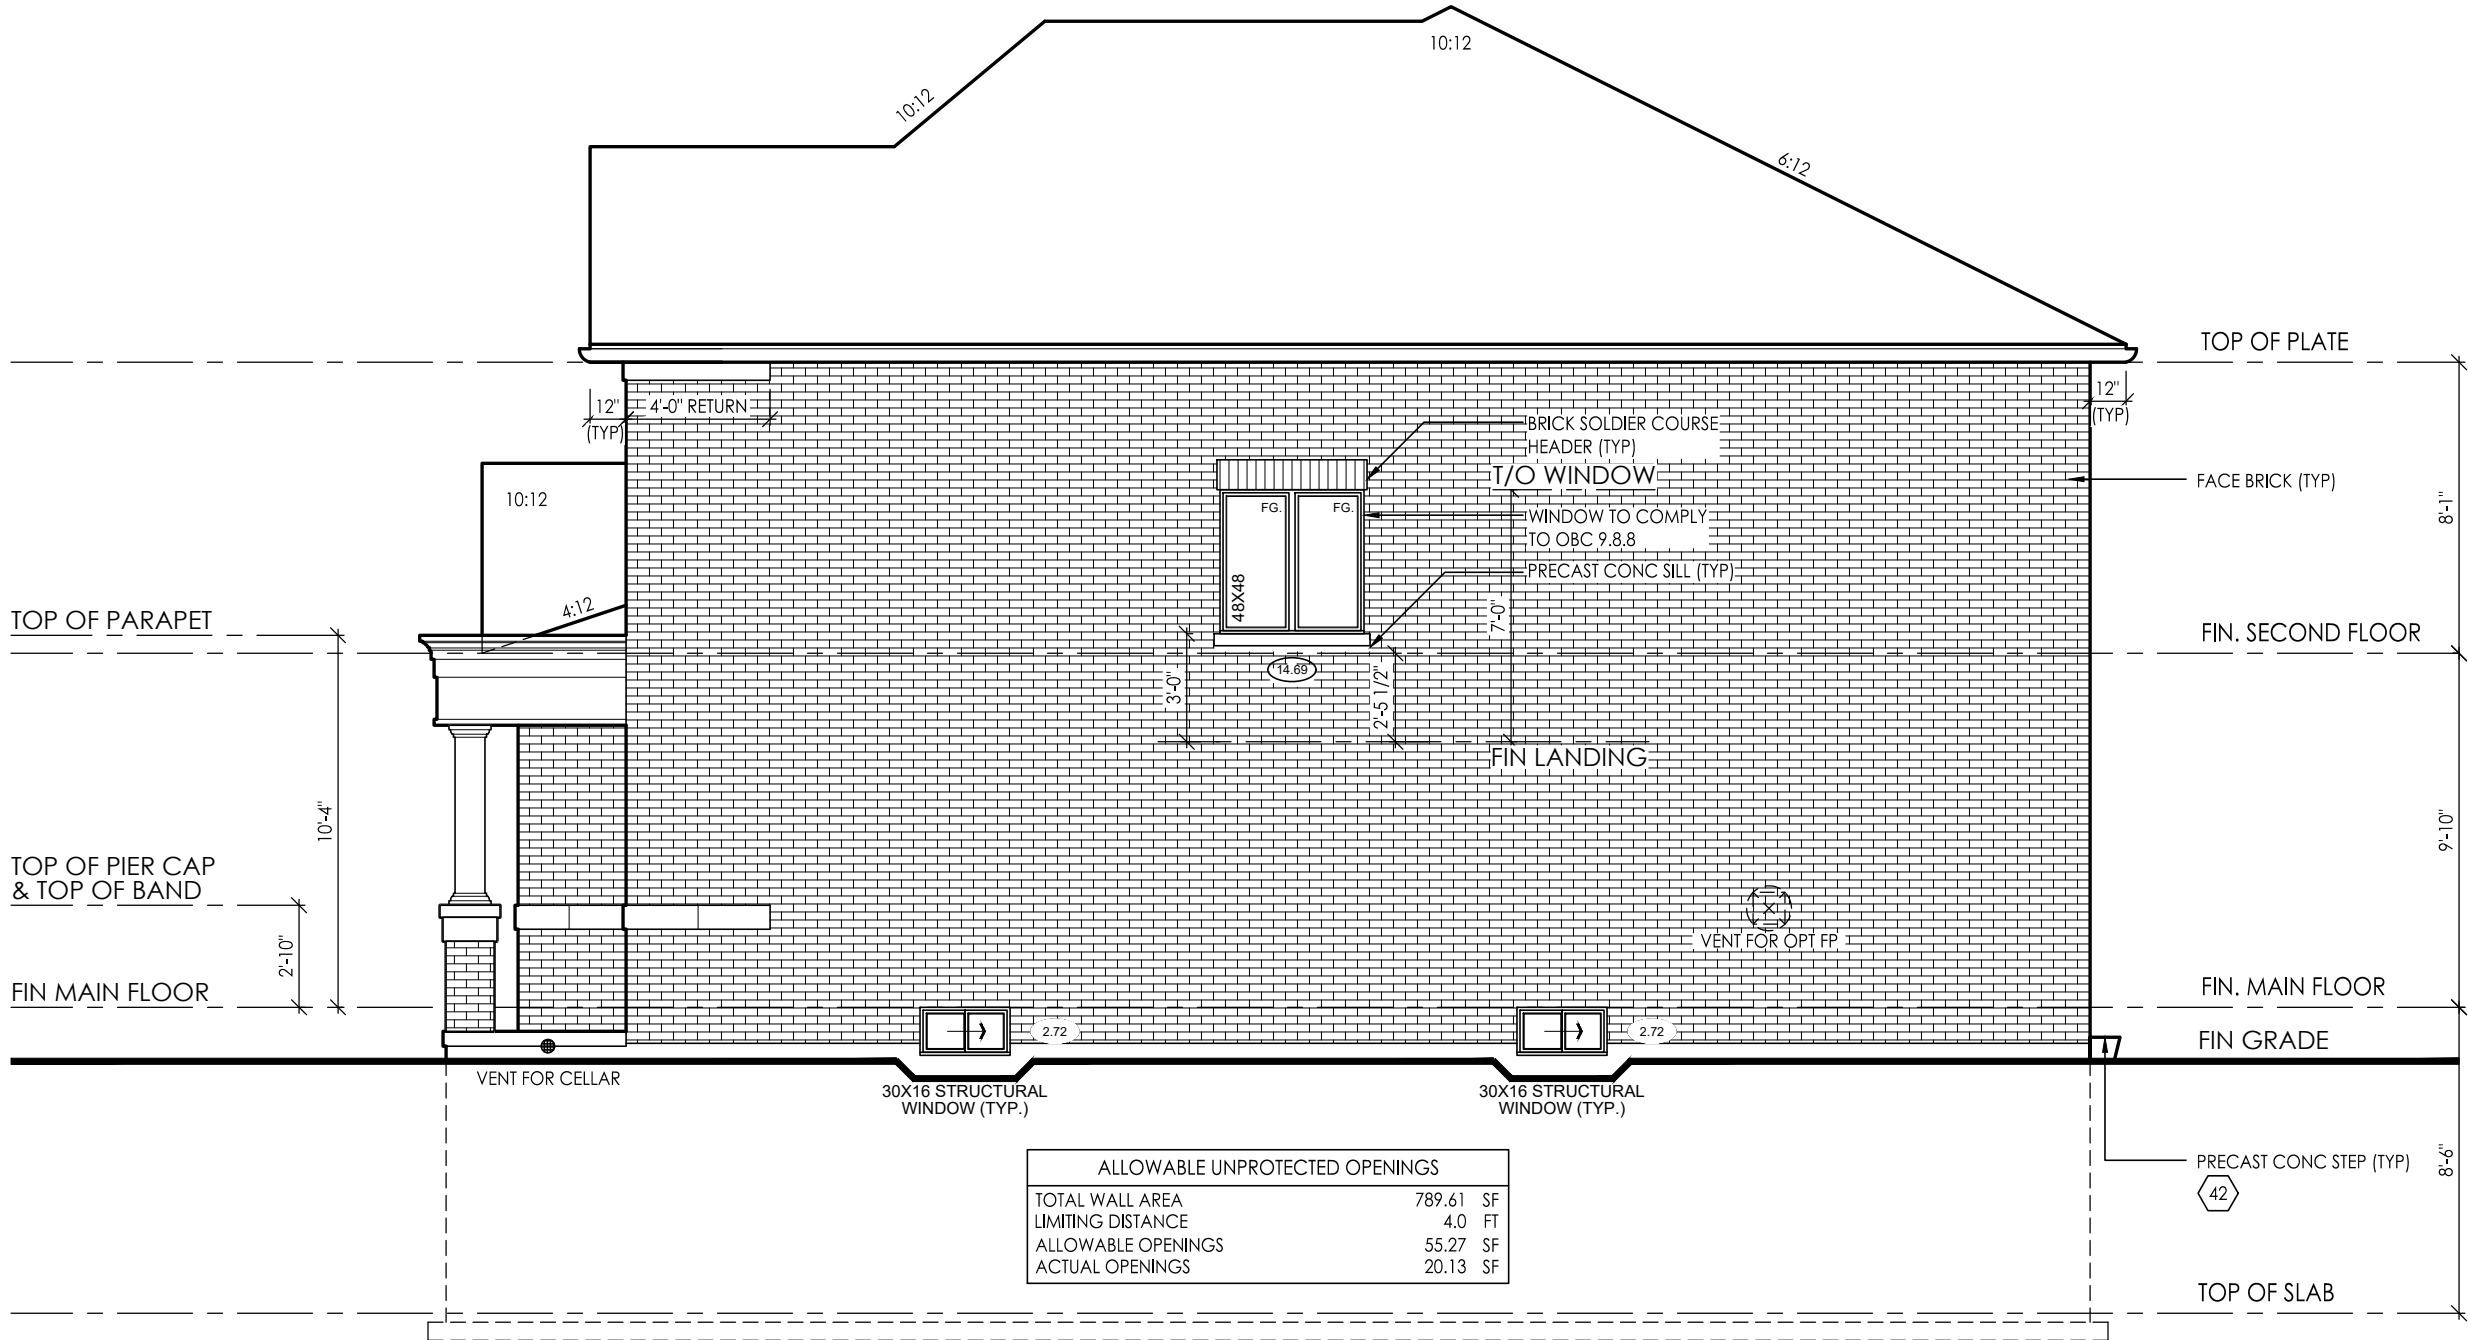 10:12
10:12
6:12
TOP OF PLATE
12"
(TYP)
4'-0" RETURN
12"
(TYP)
BRICK SOLDIER COURSE
HEADER (TYP)
T/O WINDOW
FACE BRICK (TYP)
10:12
FG.
FG.
WINDOW TO COMPLY
TO OBC 9.8.8
8'-1"
48X48
PRECAST CONC SILL (TYP)
4:12
7'-0"
TOP OF PARAPET
FIN. SECOND FLOOR
14.69
3'-0"
2'-5 1/2"
FIN LANDING
10'-4"
9'-10"
TOP OF PIER CAP
& TOP OF BAND
2'-10"
VENT FOR OPT FP
FIN MAIN FLOOR
FIN. MAIN FLOOR
2.72
2.72
FIN GRADE
VENT FOR CELLAR
30X16 STRUCTURAL
WINDOW (TYP.)
30X16 STRUCTURAL
WINDOW (TYP.)
PRECAST CONC STEP (TYP)
42
8'-6"
ALLOWABLE UNPROTECTED OPENINGS
TOTAL WALL AREA 789.61 SF
LIMITING DISTANCE 4.0 FT
ALLOWABLE OPENINGS 55.27 SF
ACTUAL OPENINGS 20.13 SF
TOP OF SLAB